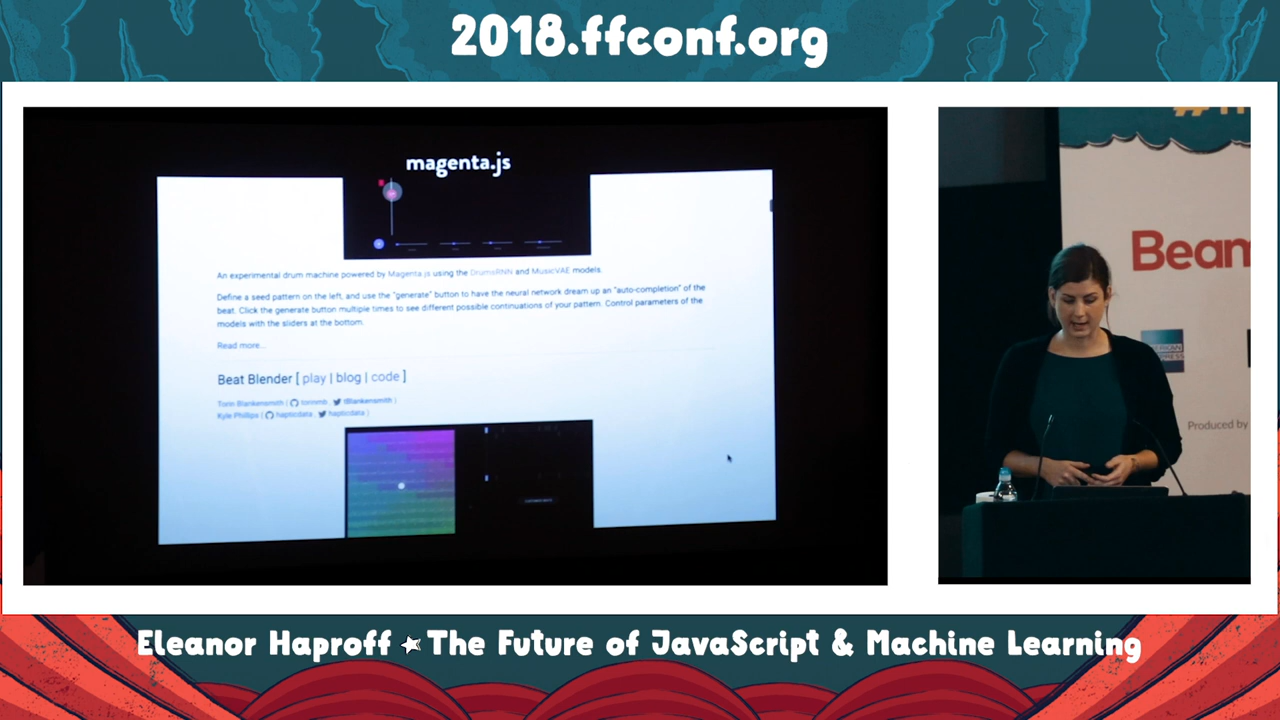 2018.ffconf.org
magenta.js
An experimental drum machine powered by Magenta.js using the DrumsRNN and MusicVAE models.
Define a seed pattern on the left, and use the "generate" button to have the neural network dream up an "auto-completion" of the
beat. Click the generate button multiple times to see different possible continuations of your pattern. Control parameters of the
models with the sliders at the bottom.
Read more...
Beat Blender [ play | blog | code ]
Torin Blankensmith ( torinmb, tBlankensmith )
Kyle Phillips ( hapticdata, hapticdata )
Beam
Produced by
Eleanor Haproff The Future of JavaScript & Machine Learning